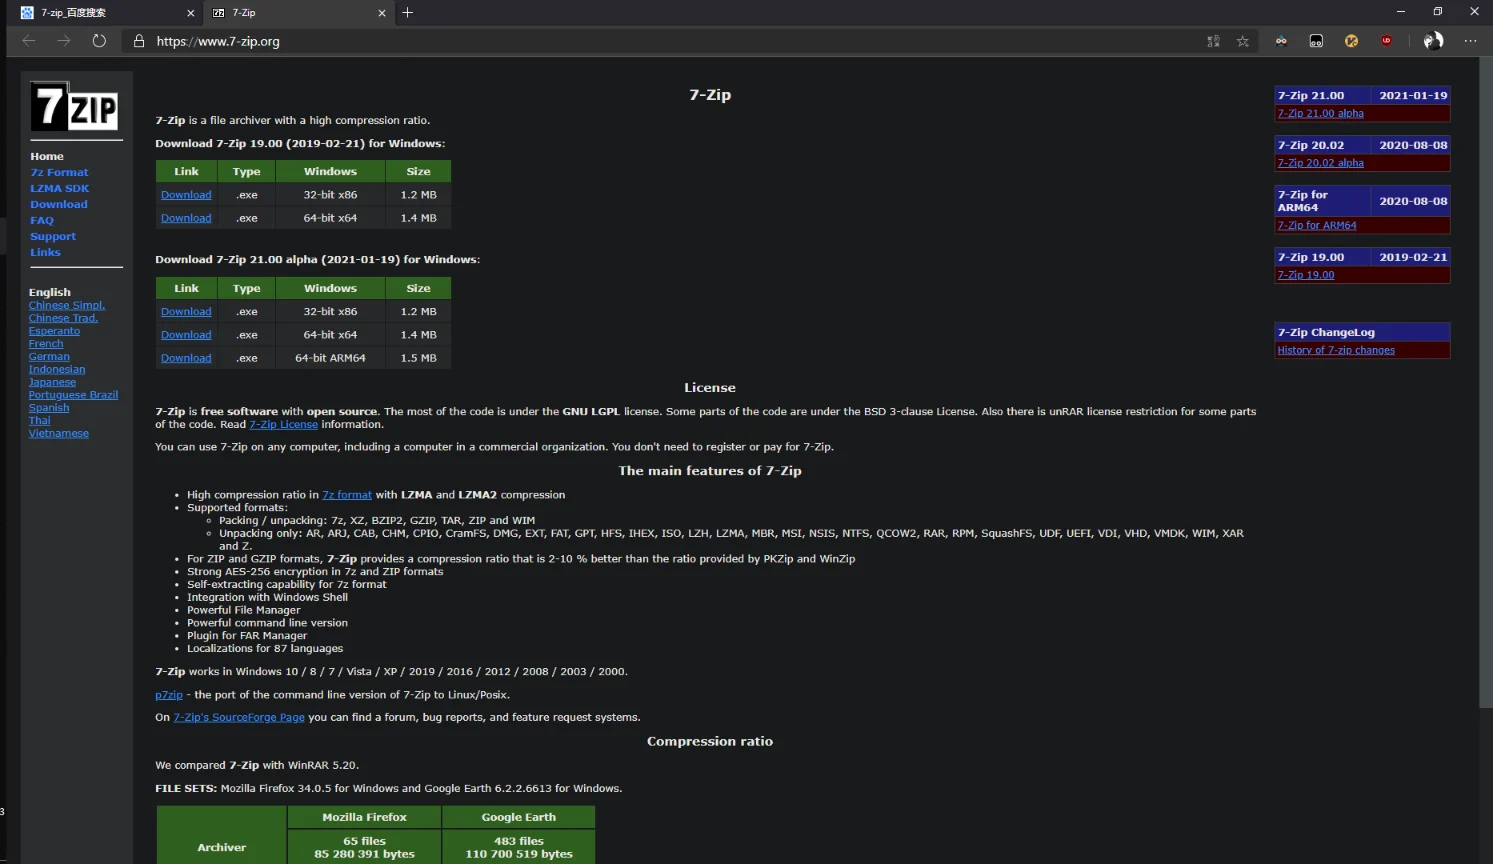 7-zip_百度搜索
7-Zip
https://www.7-zip.org
7ZIP
Home
7z Format
LZMA SDK
Download
FAQ
Support
Links
English
Chinese Simpl.
Chinese Trad.
Esperanto
French
German
Indonesian
Japanese
Portuguese Brazil
Spanish
Thai
Vietnamese
7-Zip
7-Zip is a file archiver with a high compression ratio.
Download 7-Zip 19.00 (2019-02-21) for Windows:
Link Type Windows Size
Download .exe 32-bit x86 1.2 MB
Download .exe 64-bit x64 1.4 MB
Download 7-Zip 21.00 alpha (2021-01-19) for Windows:
Link Type Windows Size
Download .exe 32-bit x86 1.2 MB
Download .exe 64-bit x64 1.4 MB
Download .exe 64-bit ARM64 1.5 MB
License
7-Zip is free software with open source. The most of the code is under the GNU LGPL license. Some parts of the code are under the BSD 3-clause License. Also there is unRAR license restriction for some parts
of the code. Read 7-Zip License information.
You can use 7-Zip on any computer, including a computer in a commercial organization. You don't need to register or pay for 7-Zip.
The main features of 7-Zip
• High compression ratio in 7z format with LZMA and LZMA2 compression
• Supported formats:
◦ Packing / unpacking: 7z, XZ, BZIP2, GZIP, TAR, ZIP and WIM
◦ Unpacking only: AR, ARJ, CAB, CHM, CPIO, CramFS, DMG, EXT, FAT, GPT, HFS, IHEX, ISO, LZH, LZMA, MBR, MSI, NSIS, NTFS, QCOW2, RAR, RPM, SquashFS, UDF, UEFI, VDI, VHD, VMDK, WIM, XAR
and Z.
• For ZIP and GZIP formats, 7-Zip provides a compression ratio that is 2-10 % better than the ratio provided by PKZip and WinZip
• Strong AES-256 encryption in 7z and ZIP formats
• Self-extracting capability for 7z format
• Integration with Windows Shell
• Powerful File Manager
• Powerful command line version
• Plugin for FAR Manager
• Localizations for 87 languages
7-Zip works in Windows 10 / 8 / 7 / Vista / XP / 2019 / 2016 / 2012 / 2008 / 2003 / 2000.
p7zip - the port of the command line version of 7-Zip to Linux/Posix.
On 7-Zip's SourceForge Page you can find a forum, bug reports, and feature request systems.
Compression ratio
We compared 7-Zip with WinRAR 5.20.
FILE SETS: Mozilla Firefox 34.0.5 for Windows and Google Earth 6.2.2.6613 for Windows.
Mozilla Firefox Google Earth
Archiver
65 files 483 files
85 280 391 bytes 110 700 519 bytes
7-Zip 21.00 2021-01-19
7-Zip 21.00 alpha
7-Zip 20.02 2020-08-08
7-Zip 20.02 alpha
7-Zip for
ARM64 2020-08-08
7-Zip for ARM64
7-Zip 19.00 2019-02-21
7-Zip 19.00
7-Zip ChangeLog
History of 7-zip changes
3